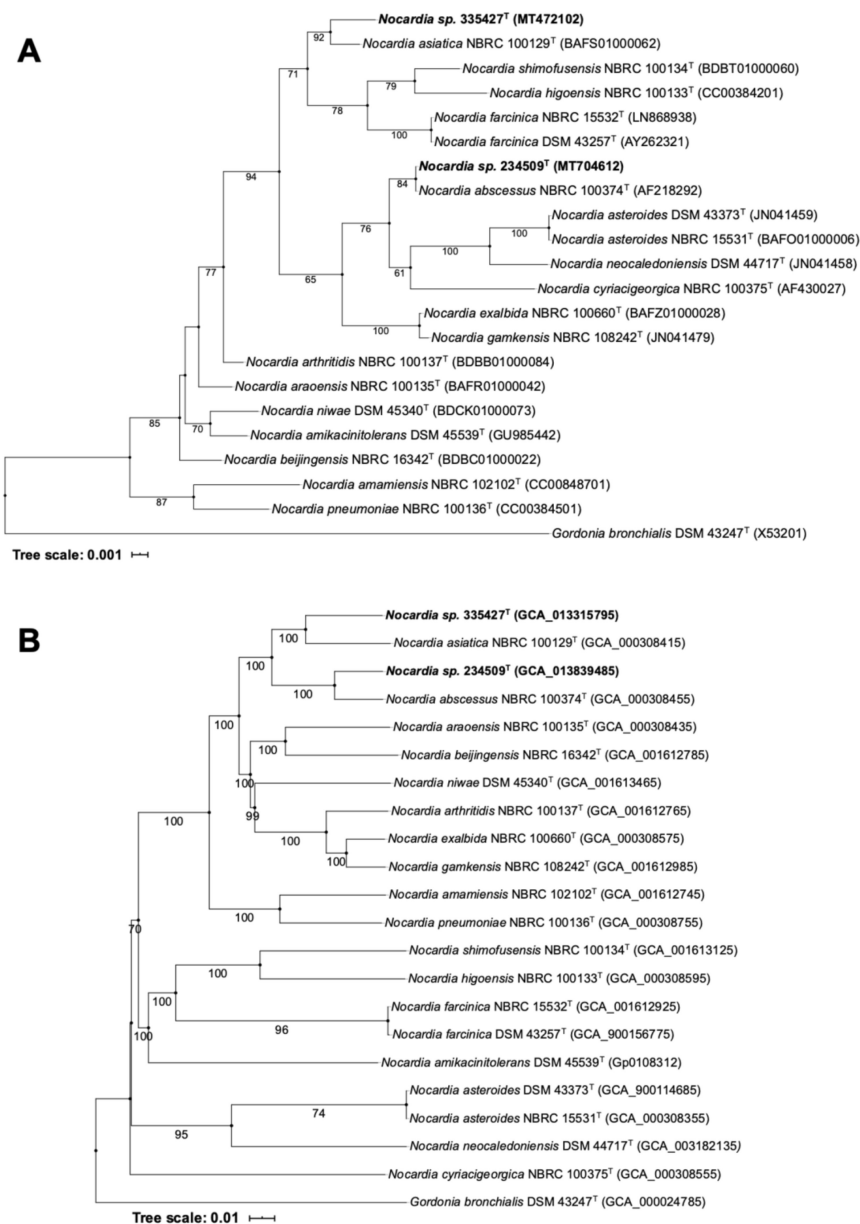 A
Nocardia sp. 335427ᵀ (MT472102)
92
Nocardia asiatica NBRC 100129ᵀ (BAFS01000062)
71
Nocardia shimofusensis NBRC 100134ᵀ (BDBT01000060)
79
Nocardia higoensis NBRC 100133ᵀ (CC00384201)
78
Nocardia farcinica NBRC 15532ᵀ (LN868938)
100
Nocardia farcinica DSM 43257ᵀ (AY262321)
Nocardia sp. 234509ᵀ (MT704612)
94
84
Nocardia abscessus NBRC 100374ᵀ (AF218292)
Nocardia asteroides DSM 43373ᵀ (JN041459)
76
100
Nocardia asteroides NBRC 15531ᵀ (BAFO01000006)
100
Nocardia neocaledoniensis DSM 44717ᵀ (JN041458)
77
65
61
Nocardia cyriacigeorgica NBRC 100375ᵀ (AF430027)
Nocardia exalbida NBRC 100660ᵀ (BAFZ01000028)
100
Nocardia gamkensis NBRC 108242ᵀ (JN041479)
Nocardia arthritidis NBRC 100137ᵀ (BDBB01000084)
Nocardia araoensis NBRC 100135ᵀ (BAFR01000042)
Nocardia niwae DSM 45340ᵀ (BDCK01000073)
85
70
Nocardia amikacinitolerans DSM 45539ᵀ (GU985442)
Nocardia beijingensis NBRC 16342ᵀ (BDBC01000022)
Nocardia amamiensis NBRC 102102ᵀ (CC00848701)
87
Nocardia pneumoniae NBRC 100136ᵀ (CC00384501)
Gordonia bronchialis DSM 43247ᵀ (X53201)
Tree scale: 0.001
B
Nocardia sp. 335427ᵀ (GCA_013315795)
100
Nocardia asiatica NBRC 100129ᵀ (GCA_000308415)
100
Nocardia sp. 234509ᵀ (GCA_013839485)
100
Nocardia abscessus NBRC 100374ᵀ (GCA_000308455)
100
Nocardia araoensis NBRC 100135ᵀ (GCA_000308435)
100
Nocardia beijingensis NBRC 16342ᵀ (GCA_001612785)
100
Nocardia niwae DSM 45340ᵀ (GCA_001613465)
99
Nocardia arthritidis NBRC 100137ᵀ (GCA_001612765)
100
100
Nocardia exalbida NBRC 100660ᵀ (GCA_000308575)
100
Nocardia gamkensis NBRC 108242ᵀ (GCA_001612985)
Nocardia amamiensis NBRC 102102ᵀ (GCA_001612745)
100
Nocardia pneumoniae NBRC 100136ᵀ (GCA_000308755)
70
Nocardia shimofusensis NBRC 100134ᵀ (GCA_001613125)
100
Nocardia higoensis NBRC 100133ᵀ (GCA_000308595)
100
Nocardia farcinica NBRC 15532ᵀ (GCA_001612925)
96
Nocardia farcinica DSM 43257ᵀ (GCA_900156775)
100
Nocardia amikacinitolerans DSM 45539ᵀ (Gp0108312)
Nocardia asteroides DSM 43373ᵀ (GCA_900114685)
74
Nocardia asteroides NBRC 15531ᵀ (GCA_000308355)
95
Nocardia neocaledoniensis DSM 44717ᵀ (GCA_003182135)
Nocardia cyriacigeorgica NBRC 100375ᵀ (GCA_000308555)
Gordonia bronchialis DSM 43247ᵀ (GCA_000024785)
Tree scale: 0.01